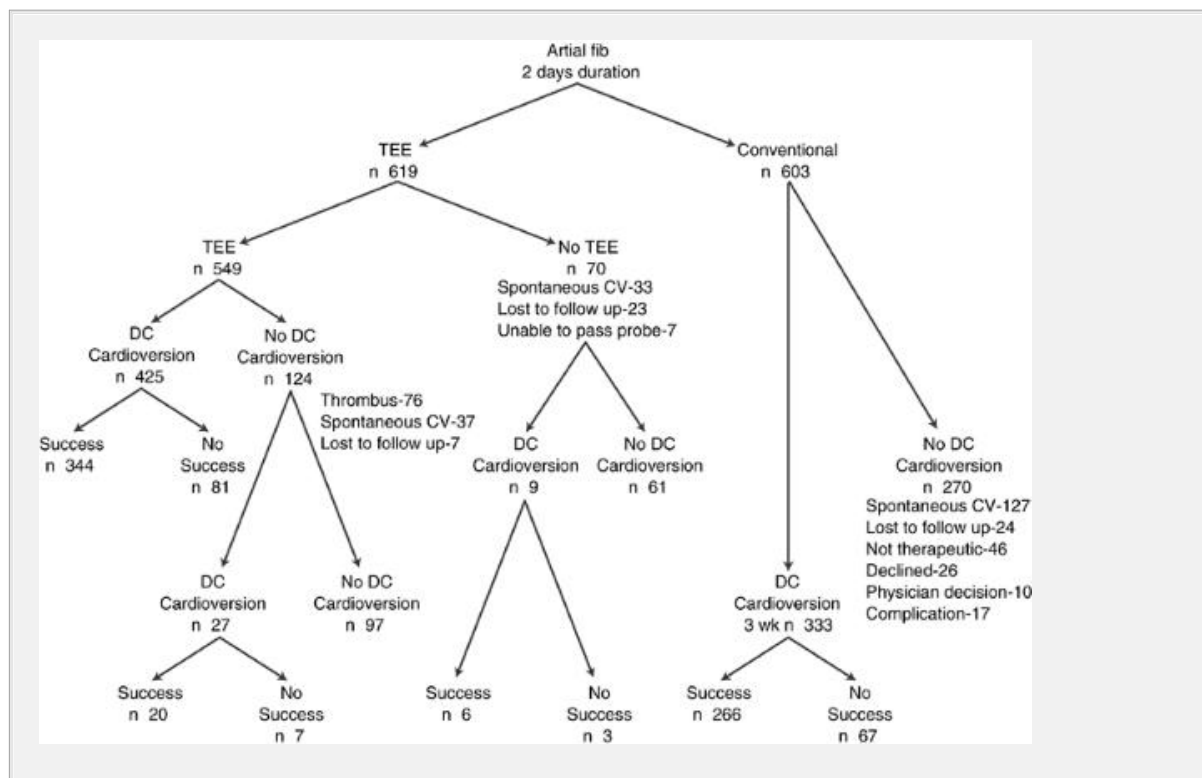 Artial fib
2 days duration
TEE
n 619
Conventional
n 603
TEE
n 549
No TEE
n 70
Spontaneous CV-33
Lost to follow up-23
Unable to pass probe-7
DC
Cardioversion
n 425
No DC
Cardioversion
n 124
Thrombus-76
Spontaneous CV-37
Lost to follow up-7
Success
n 344
No
Success
n 81
DC
Cardioversion
n 9
No DC
Cardioversion
n 61
No DC
Cardioversion
n 270
Spontaneous CV-127
Lost to follow up-24
Not therapeutic-46
Declined-26
Physician decision-10
Complication-17
DC
Cardioversion
n 27
No DC
Cardioversion
n 97
DC
Cardioversion
3 wk n 333
Success
n 20
No
Success
n 7
Success
n 6
No
Success
n 3
Success
n 266
No
Success
n 67